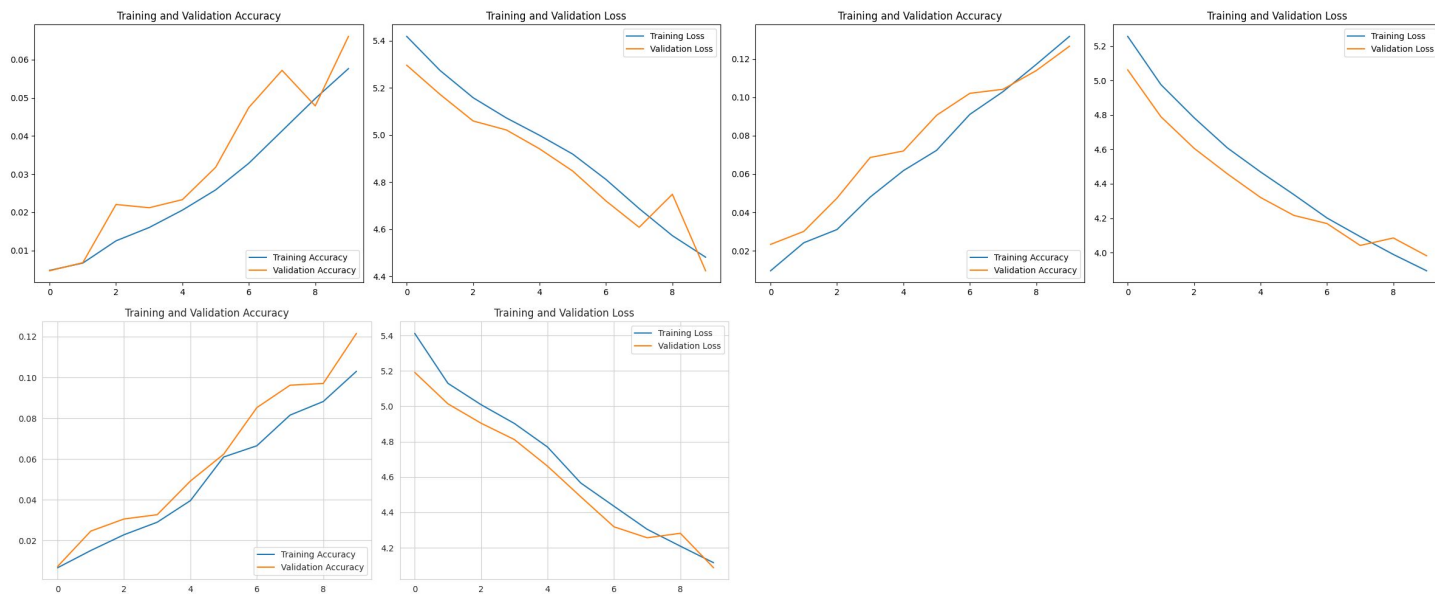 Training and Validation Accuracy
0.06
0.05
0.04
0.03
0.02
0.01
Training Accuracy
Validation Accuracy
0 2 4 6 8
Training and Validation Loss
5.4
5.2
5.0
4.8
4.6
4.4
Training Loss
Validation Loss
0 2 4 6 8
Training and Validation Accuracy
0.12
0.10
0.08
0.06
0.04
0.02
Training Accuracy
Validation Accuracy
0 2 4 6 8
Training and Validation Loss
5.2
5.0
4.8
4.6
4.4
4.2
4.0
Training Loss
Validation Loss
0 2 4 6 8
Training and Validation Accuracy
0.12
0.10
0.08
0.06
0.04
0.02
Training Accuracy
Validation Accuracy
0 2 4 6 8
Training and Validation Loss
5.4
5.2
5.0
4.8
4.6
4.4
4.2
Training Loss
Validation Loss
0 2 4 6 8